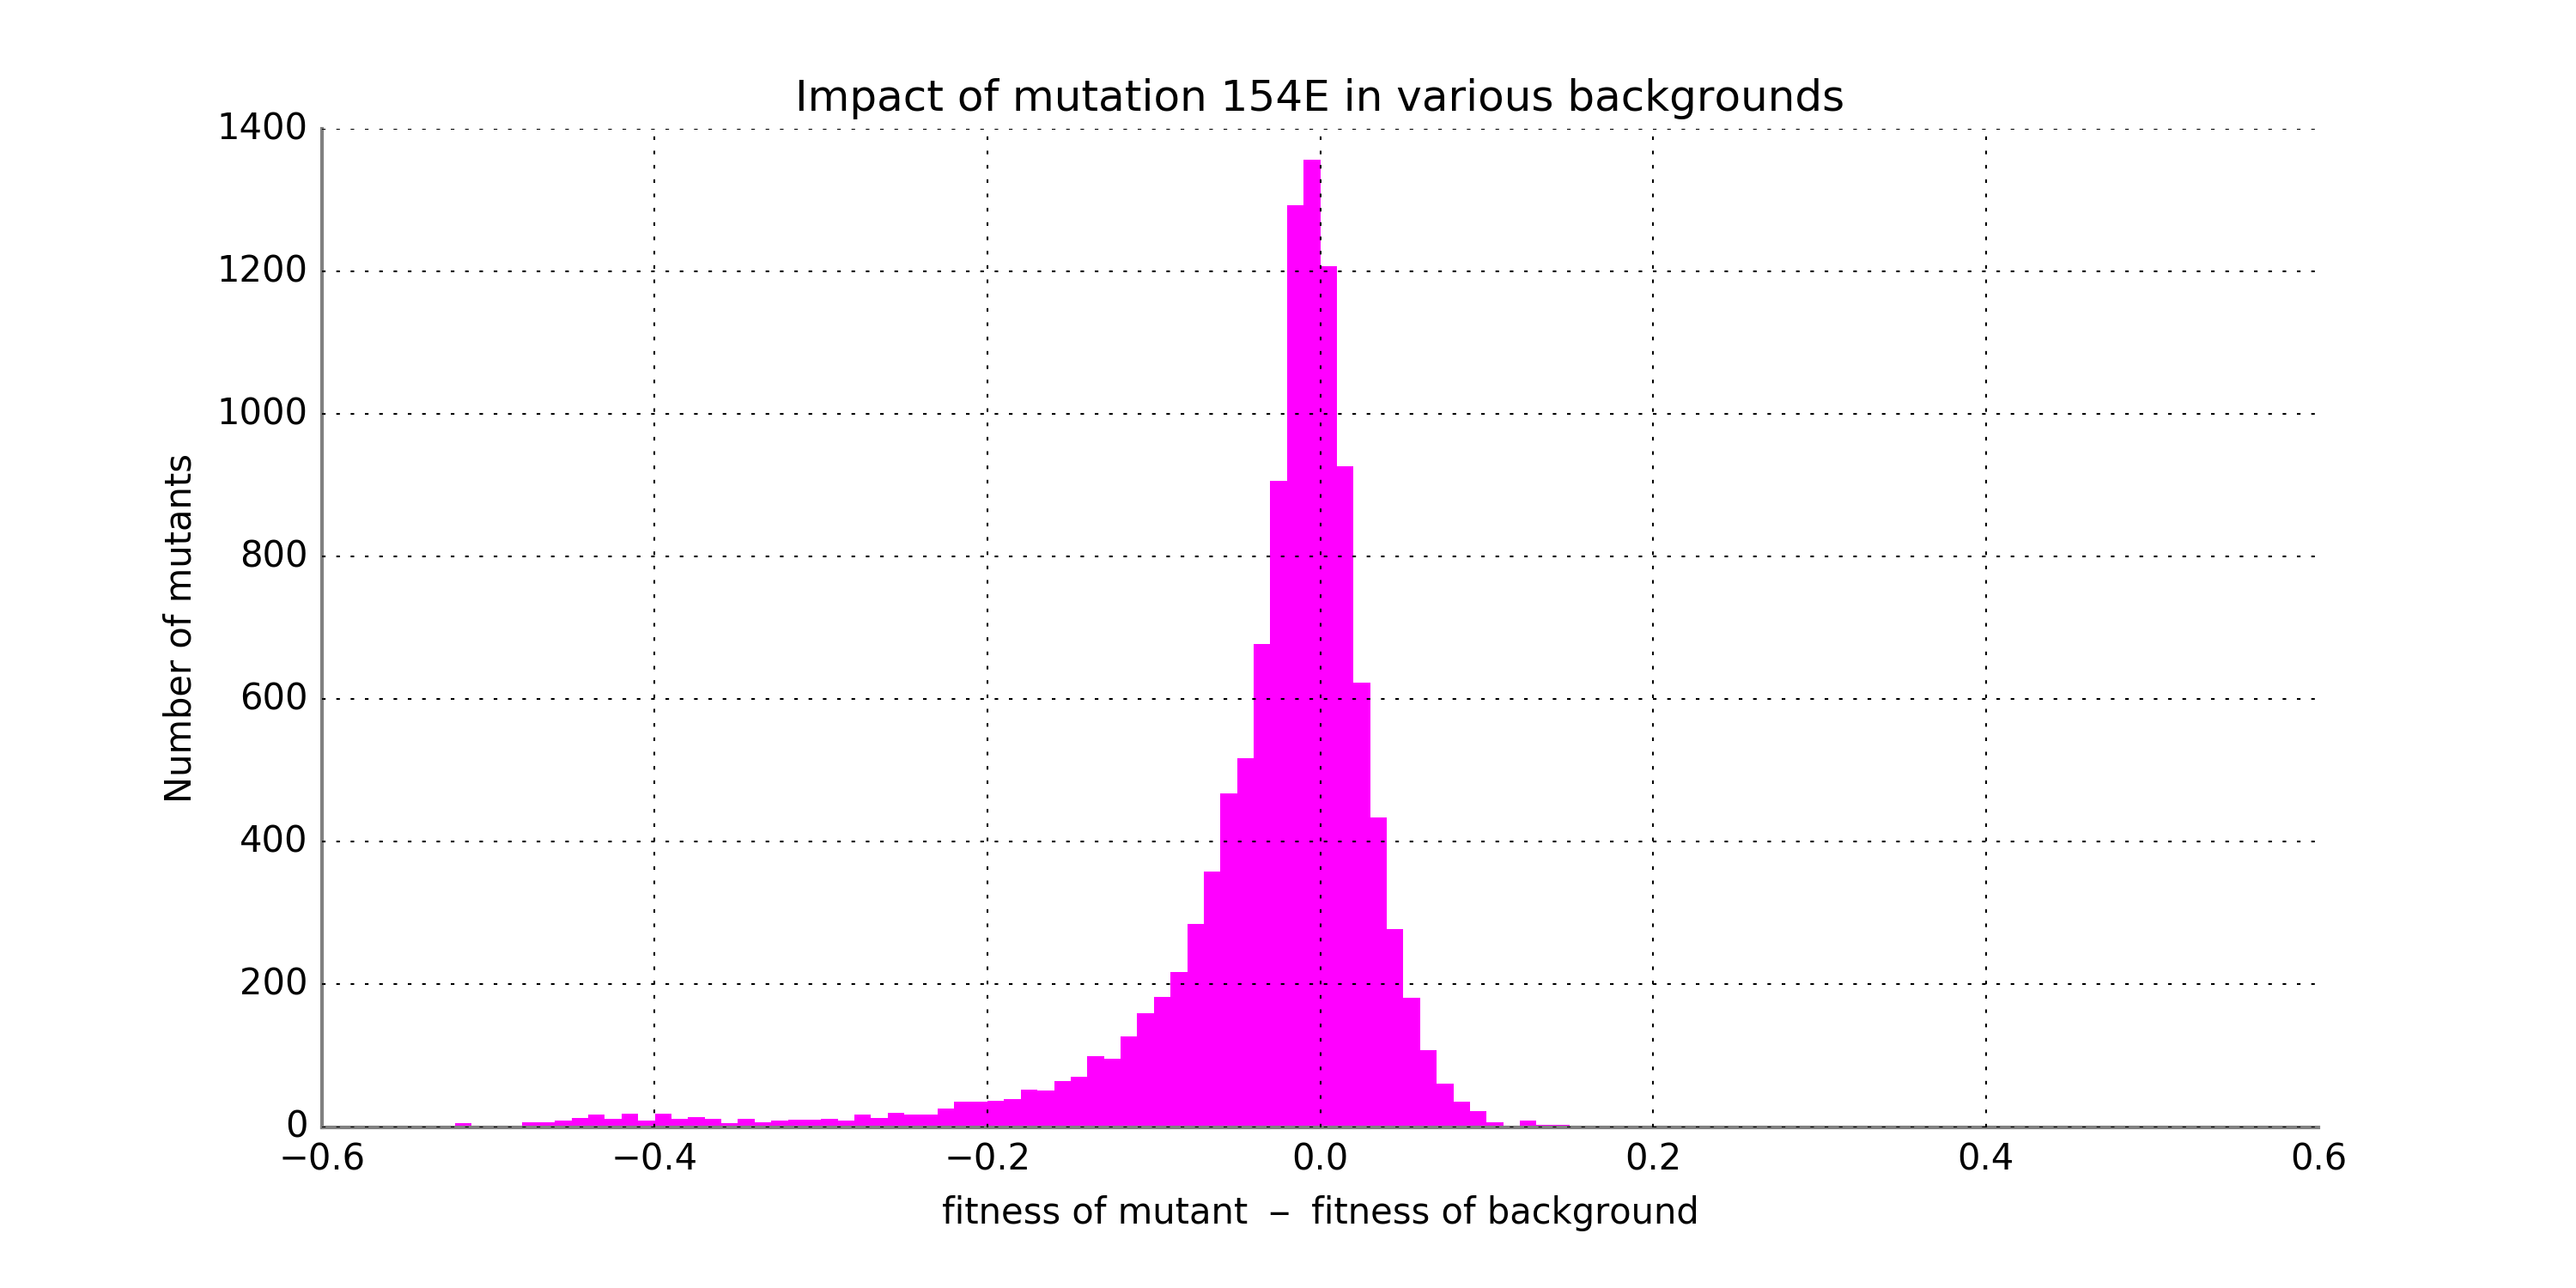 Impact of mutation 154E in various backgrounds
1400
1200
1000
800
600
400
200
0
Number of mutants
−0.6 −0.4 −0.2 0.0 0.2 0.4 0.6
fitness of mutant − fitness of background